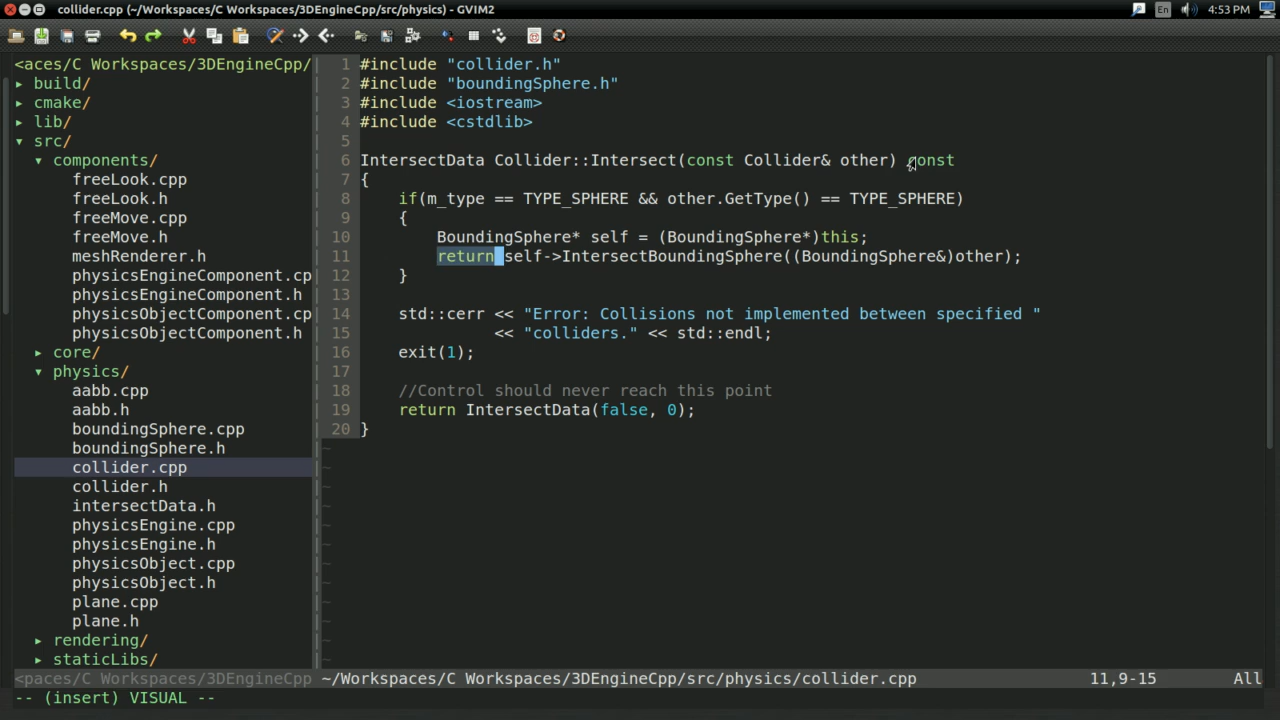 collider.cpp (~/Workspaces/C Workspaces/3DEngineCpp/src/physics) - GVIM2
En
4:53 PM
<aces/C Workspaces/3DEngineCpp/
▸ build/
▸ cmake/
▸ lib/
▾ src/
▾ components/
freeLook.cpp
freeLook.h
freeMove.cpp
freeMove.h
meshRenderer.h
physicsEngineComponent.cp
physicsEngineComponent.h
physicsObjectComponent.cp
physicsObjectComponent.h
▸ core/
▾ physics/
aabb.cpp
aabb.h
boundingSphere.cpp
boundingSphere.h
collider.cpp
collider.h
intersectData.h
physicsEngine.cpp
physicsEngine.h
physicsObject.cpp
physicsObject.h
plane.cpp
plane.h
▸ rendering/
▸ staticLibs/
1 #include "collider.h"
2 #include "boundingSphere.h"
3 #include <iostream>
4 #include <cstdlib>
5
6 IntersectData Collider::Intersect(const Collider& other) const
7 {
8 if(m_type == TYPE_SPHERE && other.GetType() == TYPE_SPHERE)
9 {
10 BoundingSphere* self = (BoundingSphere*)this;
11 return self->IntersectBoundingSphere((BoundingSphere&)other);
12 }
13
14 std::cerr << "Error: Collisions not implemented between specified "
15 << "colliders." << std::endl;
16 exit(1);
17
18 //Control should never reach this point
19 return IntersectData(false, 0);
20 }
~
~
~
~
~
~
~
~
~
~
~
~
<paces/C Workspaces/3DEngineCpp ~/Workspaces/C Workspaces/3DEngineCpp/src/physics/collider.cpp 11,9-15 All
-- (insert) VISUAL --